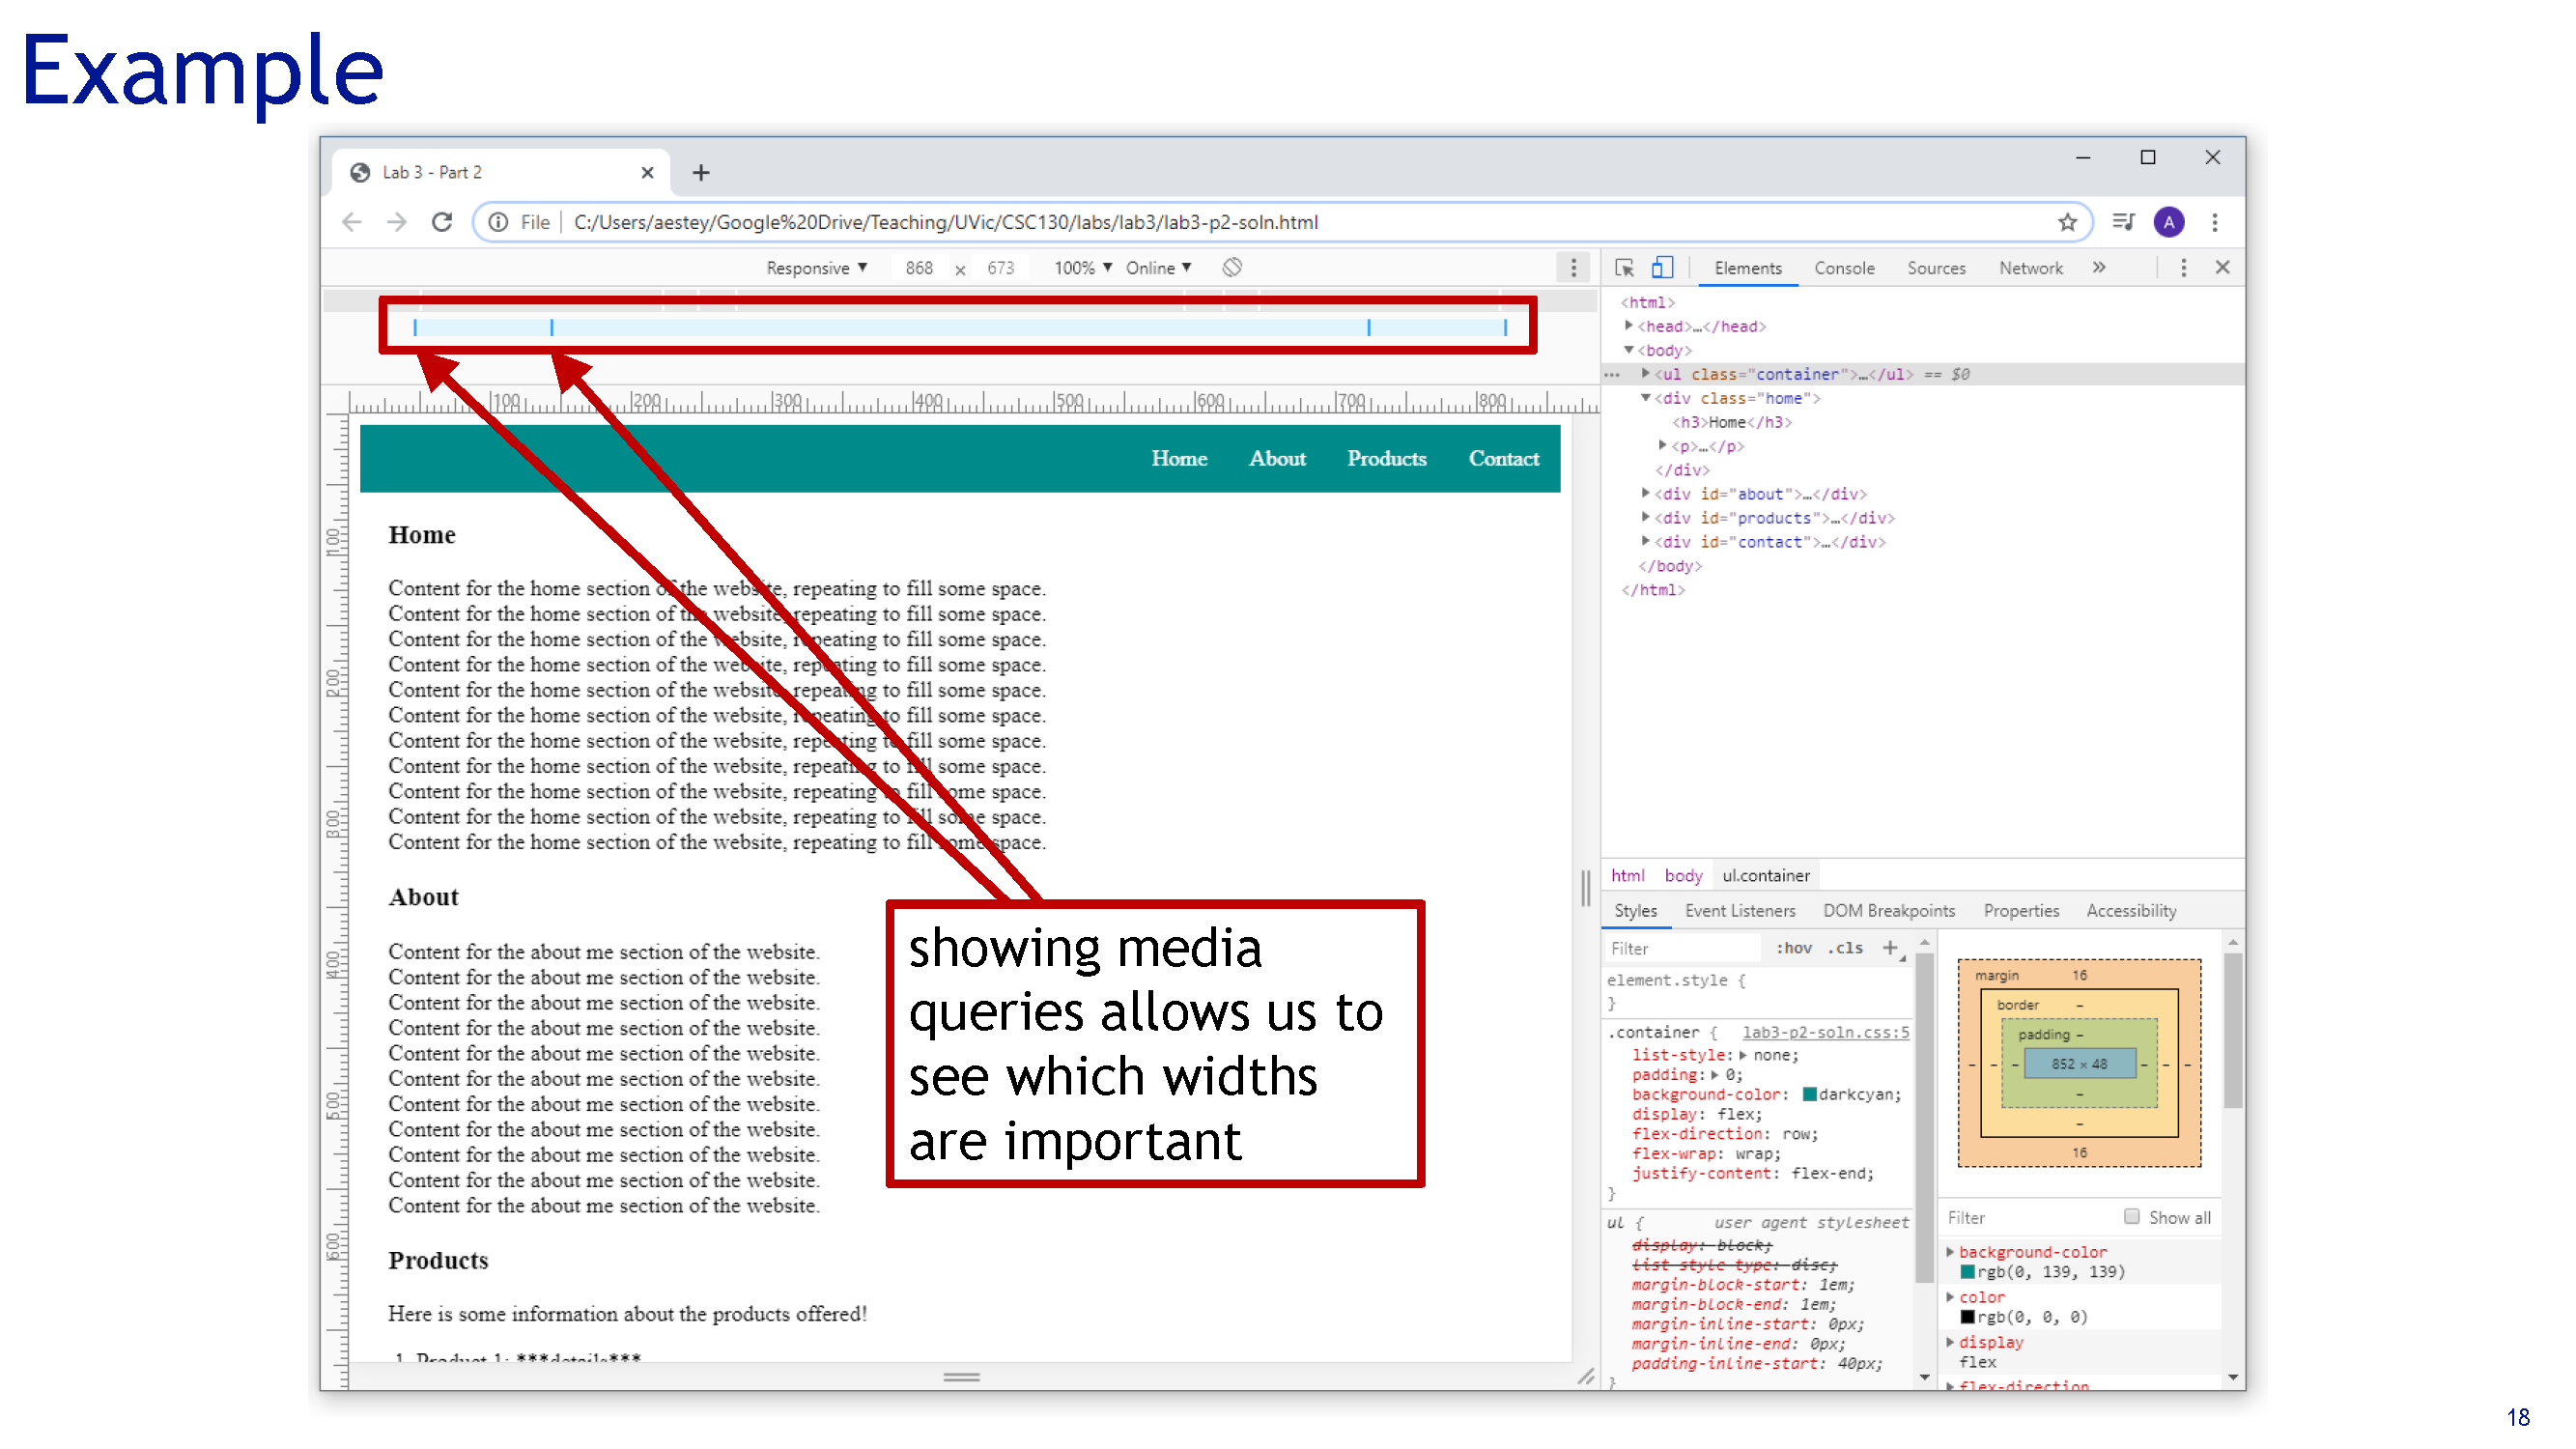 Example
Lab 3 - Part 2
File | C:/Users/aestey/Google%20Drive/Teaching/UVic/CSC130/labs/lab3/lab3-p2-soln.html
A
Responsive ▼ 868 x 673 100% ▼ Online ▼
100 200 300 400 500 600 700 800
100
200
300
400
500
600
Home About Products Contact
Home
Content for the home section of the website, repeating to fill some space.
Content for the home section of the website, repeating to fill some space.
Content for the home section of the website, repeating to fill some space.
Content for the home section of the website, repeating to fill some space.
Content for the home section of the website, repeating to fill some space.
Content for the home section of the website, repeating to fill some space.
Content for the home section of the website, repeating to fill some space.
Content for the home section of the website, repeating to fill some space.
Content for the home section of the website, repeating to fill some space.
Content for the home section of the website, repeating to fill some space.
Content for the home section of the website, repeating to fill some space.
About
Content for the about me section of the website.
Content for the about me section of the website.
Content for the about me section of the website.
Content for the about me section of the website.
Content for the about me section of the website.
Content for the about me section of the website.
Content for the about me section of the website.
Content for the about me section of the website.
Content for the about me section of the website.
Content for the about me section of the website.
Content for the about me section of the website.
Products
Here is some information about the products offered!
1. Product 1: ***details***
showing media
queries allows us to
see which widths
are important
Elements Console Sources Network »
<html>
▶<head>…</head>
▼<body>
… ▶<ul class="container">…</ul> == $0
▼<div class="home">
<h3>Home</h3>
▶<p>…</p>
</div>
▶<div id="about">…</div>
▶<div id="products">…</div>
▶<div id="contact">…</div>
</body>
</html>
html body ul.container
Styles Event Listeners DOM Breakpoints Properties Accessibility
Filter :hov .cls +
element.style {
}
.container { lab3-p2-soln.css:5
list-style:▶ none;
padding:▶ 0;
background-color: darkcyan;
display: flex;
flex-direction: row;
flex-wrap: wrap;
justify-content: flex-end;
}
ul { user agent stylesheet
display: block;
list-style-type: disc;
margin-block-start: 1em;
margin-block-end: 1em;
margin-inline-start: 0px;
margin-inline-end: 0px;
padding-inline-start: 40px;
}
margin 16
border –
padding –
– – – 852 × 48 – – –
–
–
16
Filter Show all
▶ background-color
rgb(0, 139, 139)
▶ color
rgb(0, 0, 0)
▶ display
flex
▶ flex-direction
18